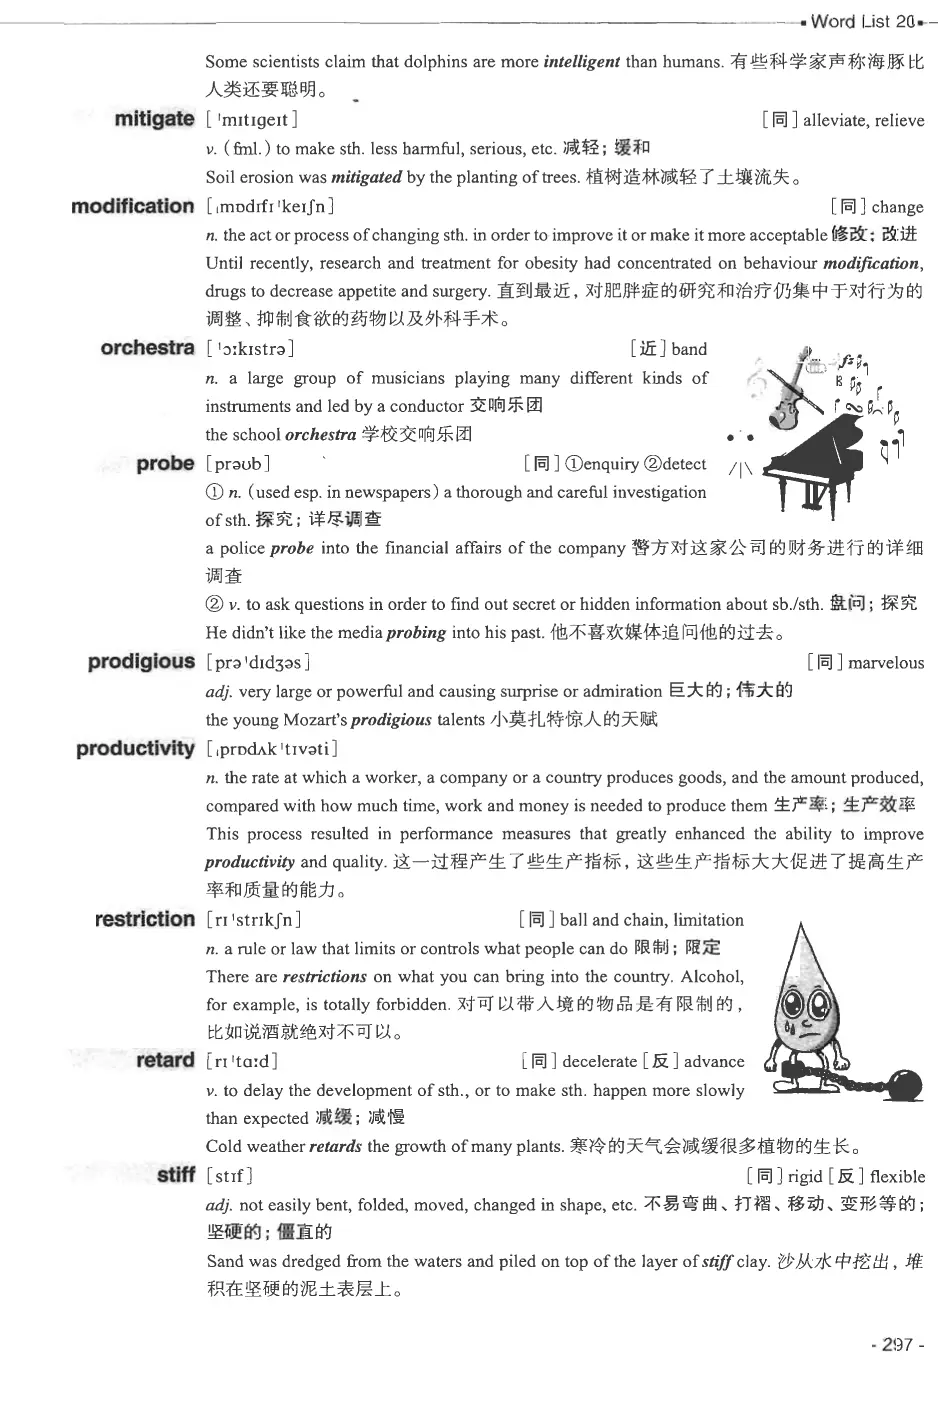 Word List 20
Some scientists claim that dolphins are more intelligent than humans. 有些科学家声称海豚比
人类还要聪明。
mitigate [ˈmɪtɪɡeɪt] [同] alleviate, relieve
v. (fml.) to make sth. less harmful, serious, etc. 减轻; 缓和
Soil erosion was mitigated by the planting of trees. 植树造林减轻了土壤流失。
modification [ˌmɒdɪfɪˈkeɪʃn] [同] change
n. the act or process of changing sth. in order to improve it or make it more acceptable 修改; 改进
Until recently, research and treatment for obesity had concentrated on behaviour modification,
drugs to decrease appetite and surgery. 直到最近, 对肥胖症的研究和治疗仍集中于对行为的
调整、抑制食欲的药物以及外科手术。
orchestra [ˈɔːkɪstrə] [近] band
n. a large group of musicians playing many different kinds of
instruments and led by a conductor 交响乐团
the school orchestra 学校交响乐团
probe [prəʊb] [同] ①enquiry ②detect
① n. (used esp. in newspapers) a thorough and careful investigation
of sth. 探究; 详尽调查
a police probe into the financial affairs of the company 警方对这家公司的财务进行的详细
调查
② v. to ask questions in order to find out secret or hidden information about sb./sth. 盘问; 探究
He didn't like the media probing into his past. 他不喜欢媒体追问他的过去。
prodigious [prəˈdɪdʒəs] [同] marvelous
adj. very large or powerful and causing surprise or admiration 巨大的; 伟大的
the young Mozart's prodigious talents 小莫扎特惊人的天赋
productivity [ˌprɒdʌkˈtɪvəti]
n. the rate at which a worker, a company or a country produces goods, and the amount produced,
compared with how much time, work and money is needed to produce them 生产率; 生产效率
This process resulted in performance measures that greatly enhanced the ability to improve
productivity and quality. 这一过程产生了些生产指标, 这些生产指标大大促进了提高生产
率和质量的能力。
restriction [rɪˈstrɪkʃn] [同] ball and chain, limitation
n. a rule or law that limits or controls what people can do 限制; 限定
There are restrictions on what you can bring into the country. Alcohol,
for example, is totally forbidden. 对可以带入境的物品是有限制的,
比如说酒就绝对不可以。
retard [rɪˈtɑːd] [同] decelerate [反] advance
v. to delay the development of sth., or to make sth. happen more slowly
than expected 减缓; 减慢
Cold weather retards the growth of many plants. 寒冷的天气会减缓很多植物的生长。
stiff [stɪf] [同] rigid [反] flexible
adj. not easily bent, folded, moved, changed in shape, etc. 不易弯曲、打褶、移动、变形等的;
坚硬的; 僵直的
Sand was dredged from the waters and piled on top of the layer of stiff clay. 沙从水中挖出, 堆
积在坚硬的泥土表层上。
- 297 -